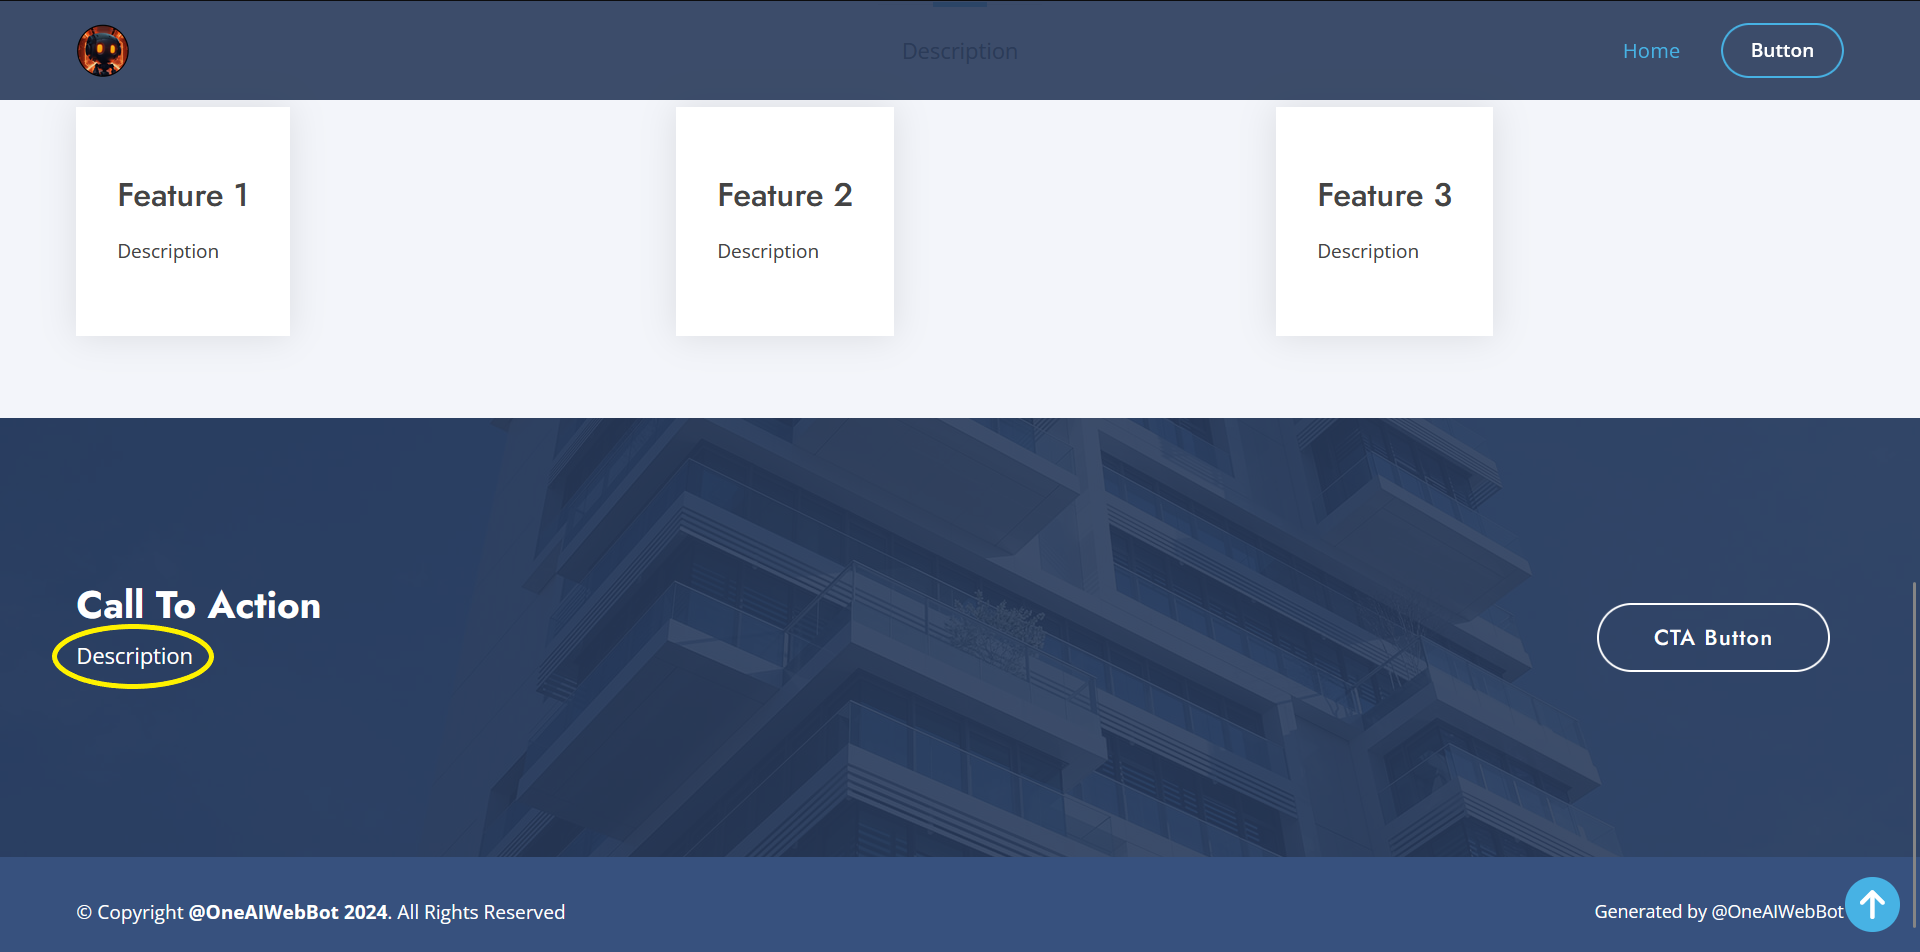 Description
Home
Button
Feature 1
Description
Feature 2
Description
Feature 3
Description
Call To Action
Description
CTA Button
© Copyright @OneAIWebBot 2024. All Rights Reserved
Generated by @OneAIWebBot